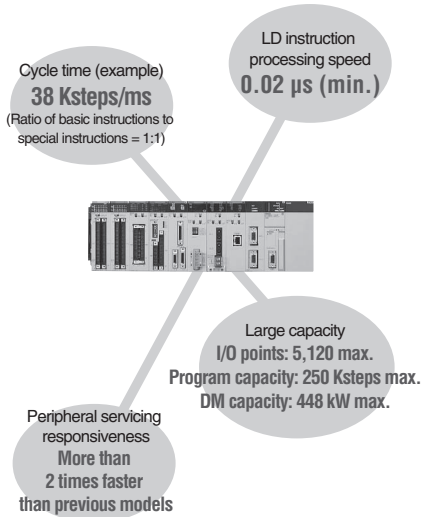 Cycle time (example)
38 Ksteps/ms
(Ratio of basic instructions to
special instructions = 1:1)
LD instruction
processing speed
0.02 µs (min.)
Large capacity
I/O points: 5,120 max.
Program capacity: 250 Ksteps max.
DM capacity: 448 kW max.
Peripheral servicing
responsiveness
More than
2 times faster
than previous models